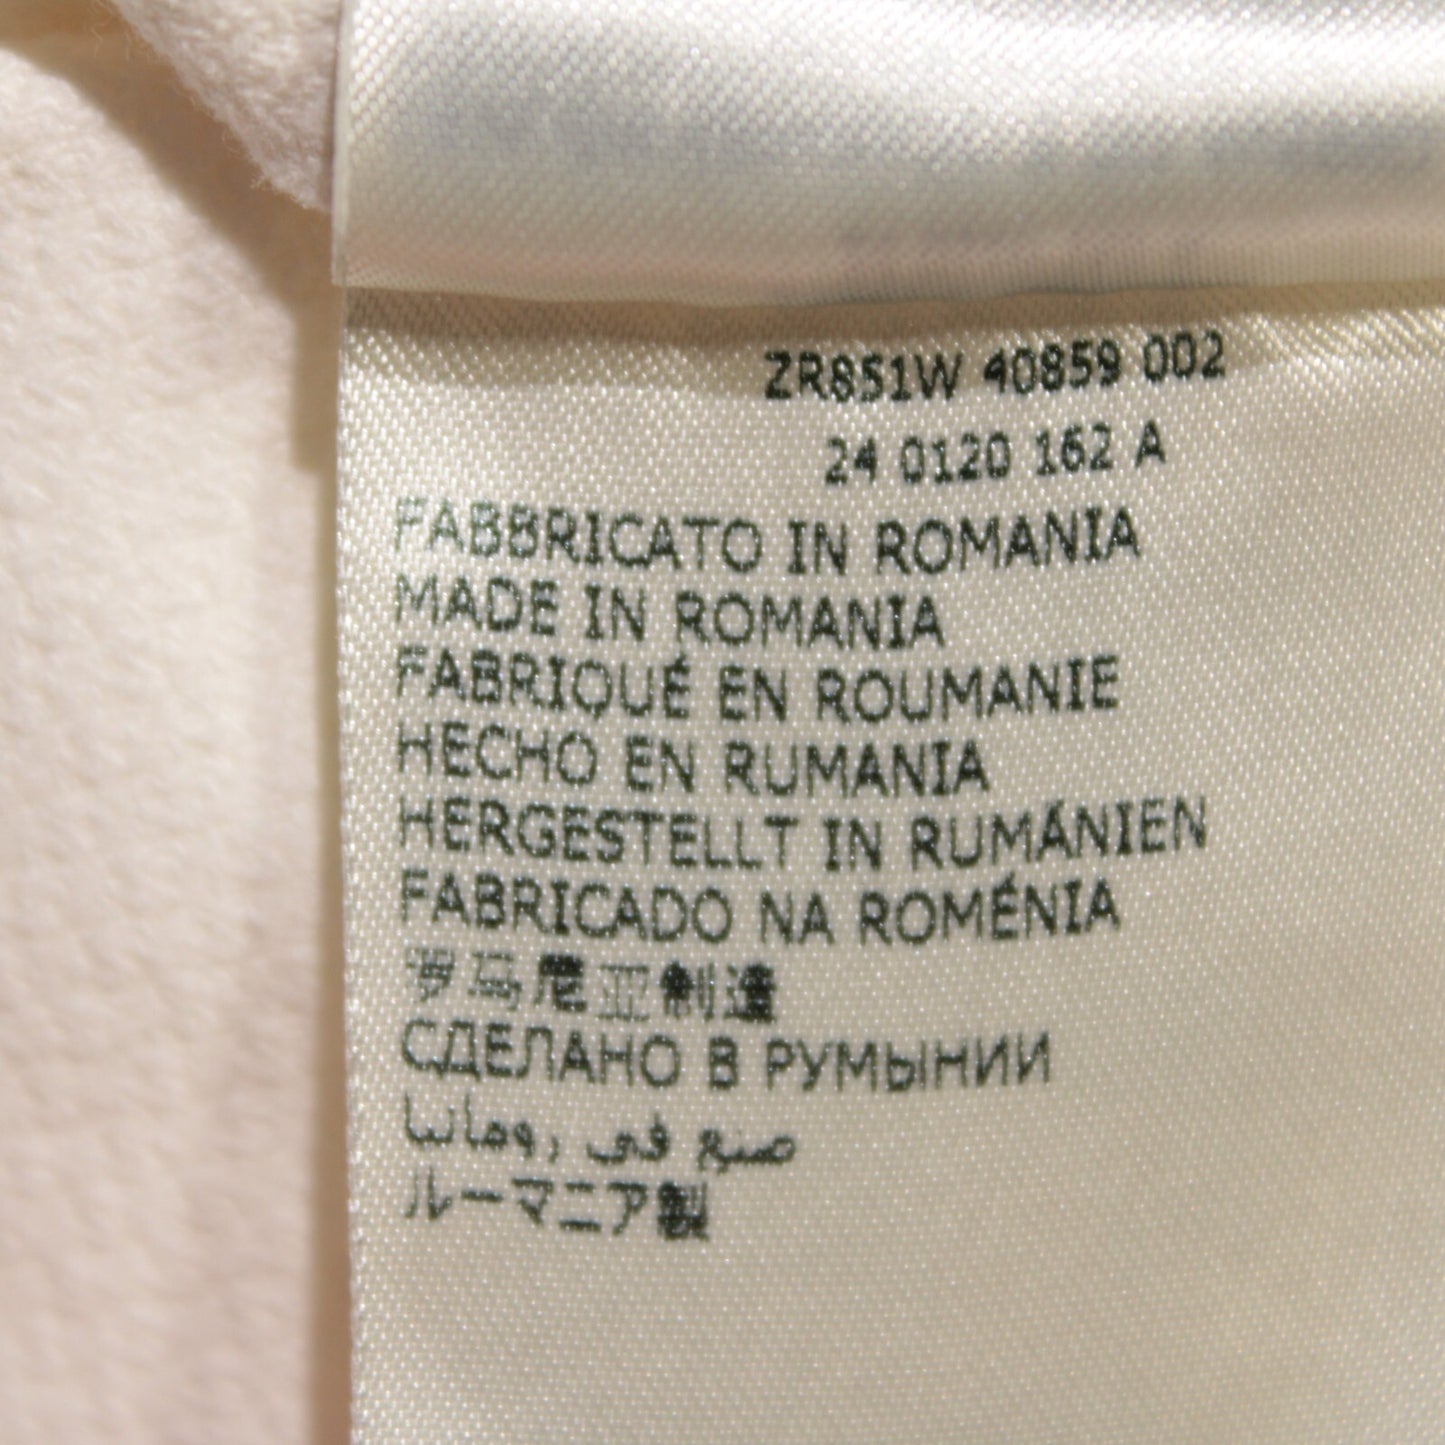 ZR851W 40859 002
24 0120 162 A
FABBRICATO IN ROMANIA
MADE IN ROMANIA
FABRIQUÉ EN ROUMANIE
HECHO EN RUMANIA
HERGESTELLT IN RUMÁNIEN
FABRICADO NA ROMÉNIA
罗马尼亚制造
СДЕЛАНО В РУМЫНИИ
صنع في رومانيا
ルーマニア製